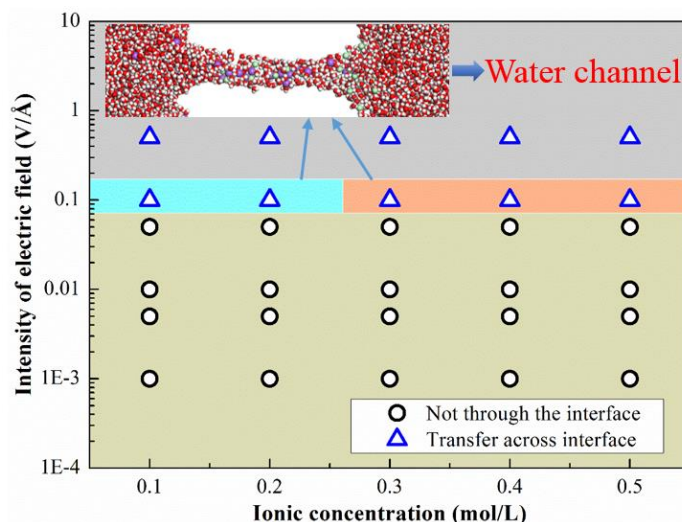 Water channel
Intensity of electric field (V/Å)
10
1
0.1
0.01
1E-3
1E-4
Not through the interface
Transfer across interface
0.1 0.2 0.3 0.4 0.5
Ionic concentration (mol/L)